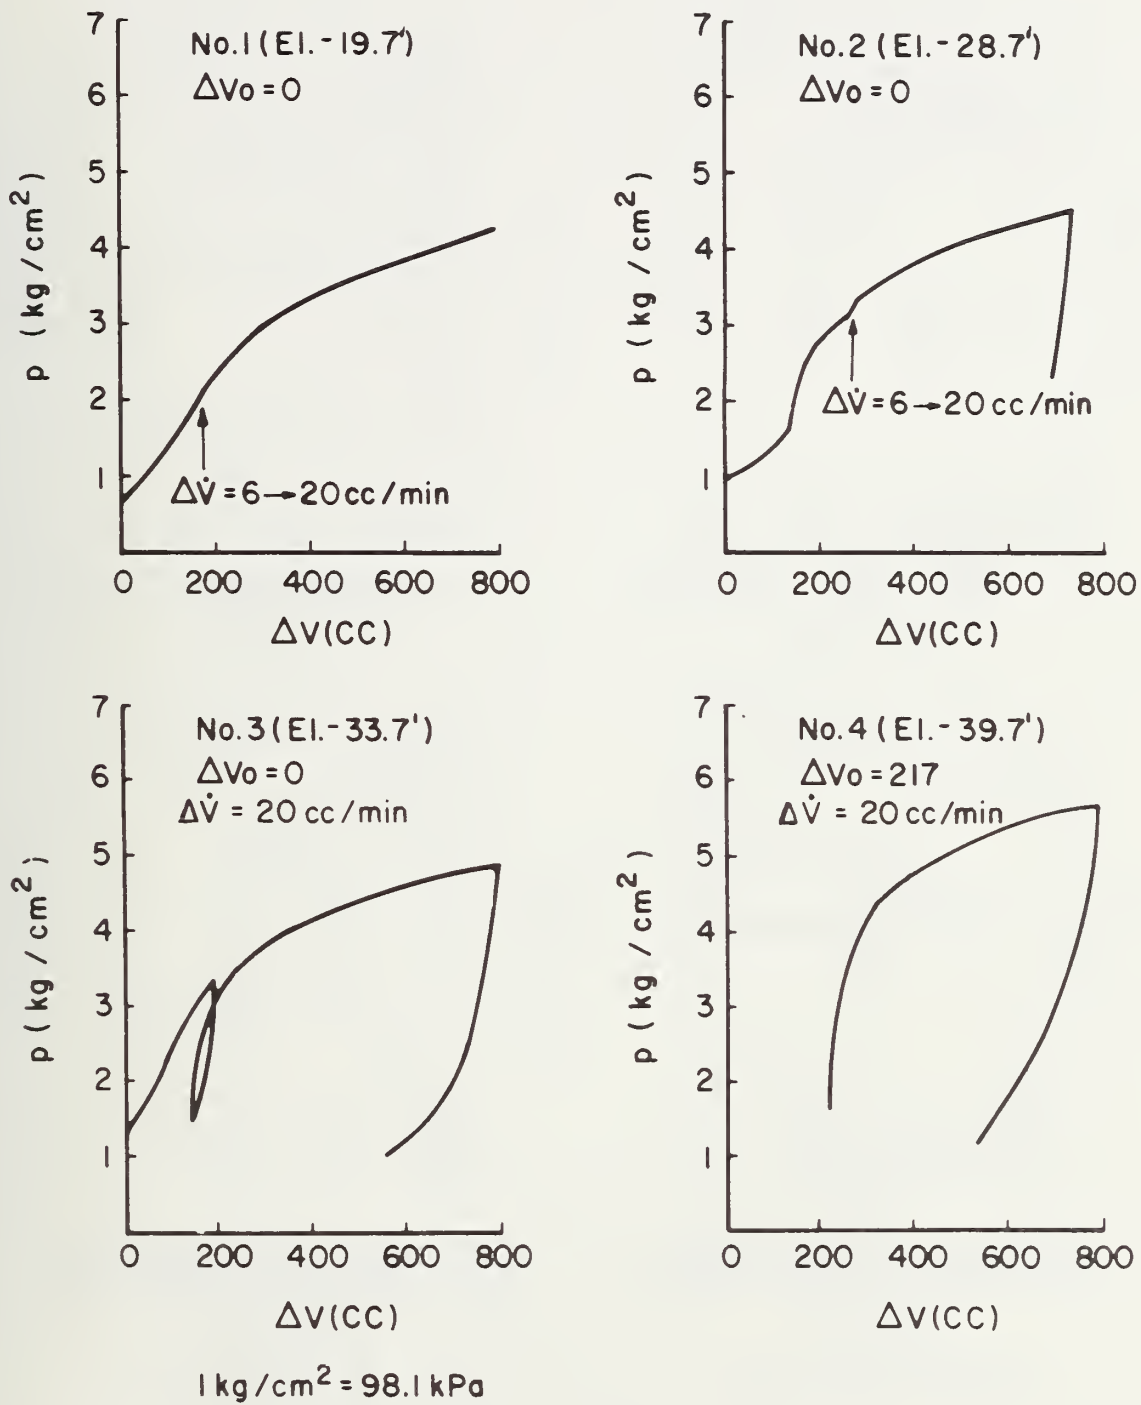 No.1 (El.-19.7')
ΔVo = 0
7
6
5
4
3
2
1
p (kg/cm²)
ΔV̇ = 6→20 cc/min
0 200 400 600 800
ΔV(CC)
No.2 (El.-28.7')
ΔVo = 0
7
6
5
4
3
2
1
p (kg/cm²)
ΔV̇ = 6→20 cc/min
0 200 400 600 800
ΔV(CC)
No.3 (El.-33.7')
ΔVo = 0
ΔV̇ = 20 cc/min
7
6
5
4
3
2
1
p (kg/cm²)
0 200 400 600 800
ΔV(CC)
No.4 (El.-39.7')
ΔVo = 217
ΔV̇ = 20 cc/min
7
6
5
4
3
2
1
p (kg/cm²)
0 200 400 600 800
ΔV(CC)
1 kg/cm² = 98.1 kPa